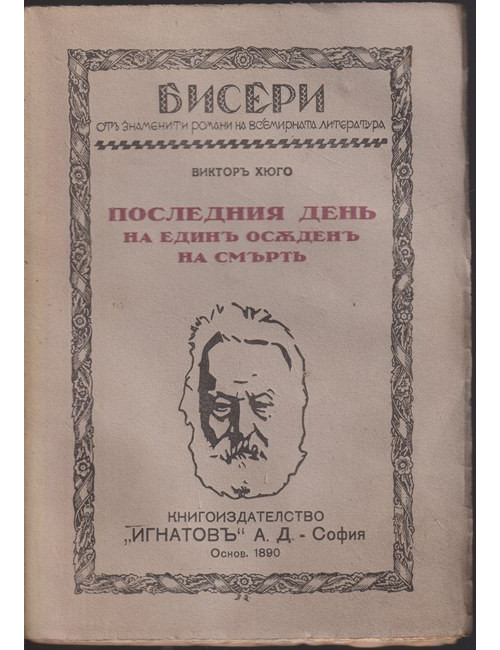 БИСЕРИ
ОТЪ ЗНАМЕНИТИ РОМАНИ НА ВСЕМИРНАТА ЛИТЕРАТУРА
ВИКТОРЪ ХЮГО
ПОСЛЕДНИЯ ДЕНЬ
НА ЕДИНЪ ОСѪДЕНЪ
НА СМЪРТЬ
КНИГОИЗДАТЕЛСТВО
„ИГНАТОВЪ“ А. Д. - София
Основ. 1890